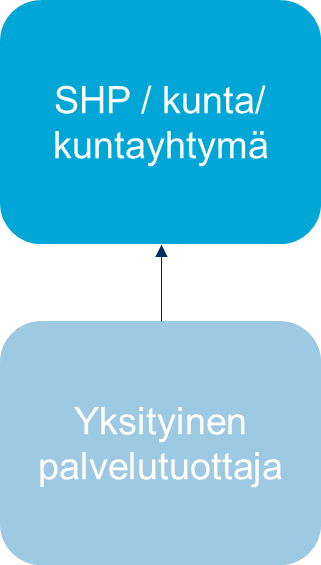 SHP / kunta/
kuntayhtymä
Yksityinen
palvelutuottaja